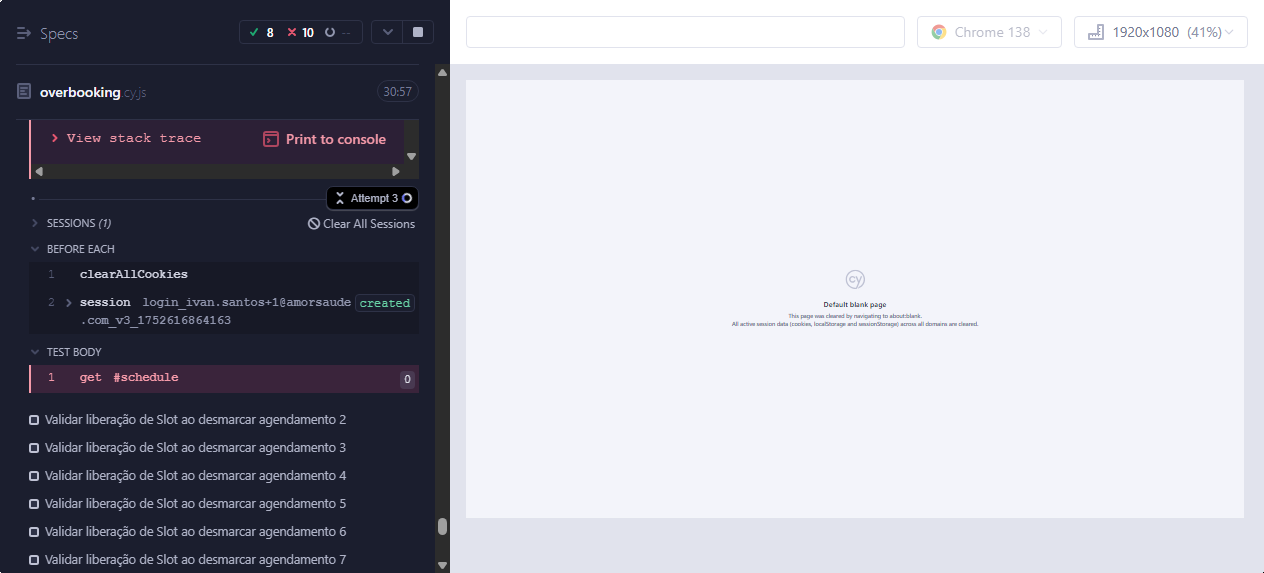 Specs
8 10 --
Chrome 138
1920x1080 (41%)
overbooking.cy.js
30:57
View stack trace
Print to console
Attempt 3
SESSIONS (1)
Clear All Sessions
BEFORE EACH
1 clearAllCookies
2 session login_ivan.santos+1@amorsaude created
.com_v3_1752616864163
TEST BODY
1 get #schedule 0
Validar liberação de Slot ao desmarcar agendamento 2
Validar liberação de Slot ao desmarcar agendamento 3
Validar liberação de Slot ao desmarcar agendamento 4
Validar liberação de Slot ao desmarcar agendamento 5
Validar liberação de Slot ao desmarcar agendamento 6
Validar liberação de Slot ao desmarcar agendamento 7
cy
Default blank page
This page was cleared by navigating to about:blank.
All active session data (cookies, localStorage and sessionStorage) across all domains are cleared.